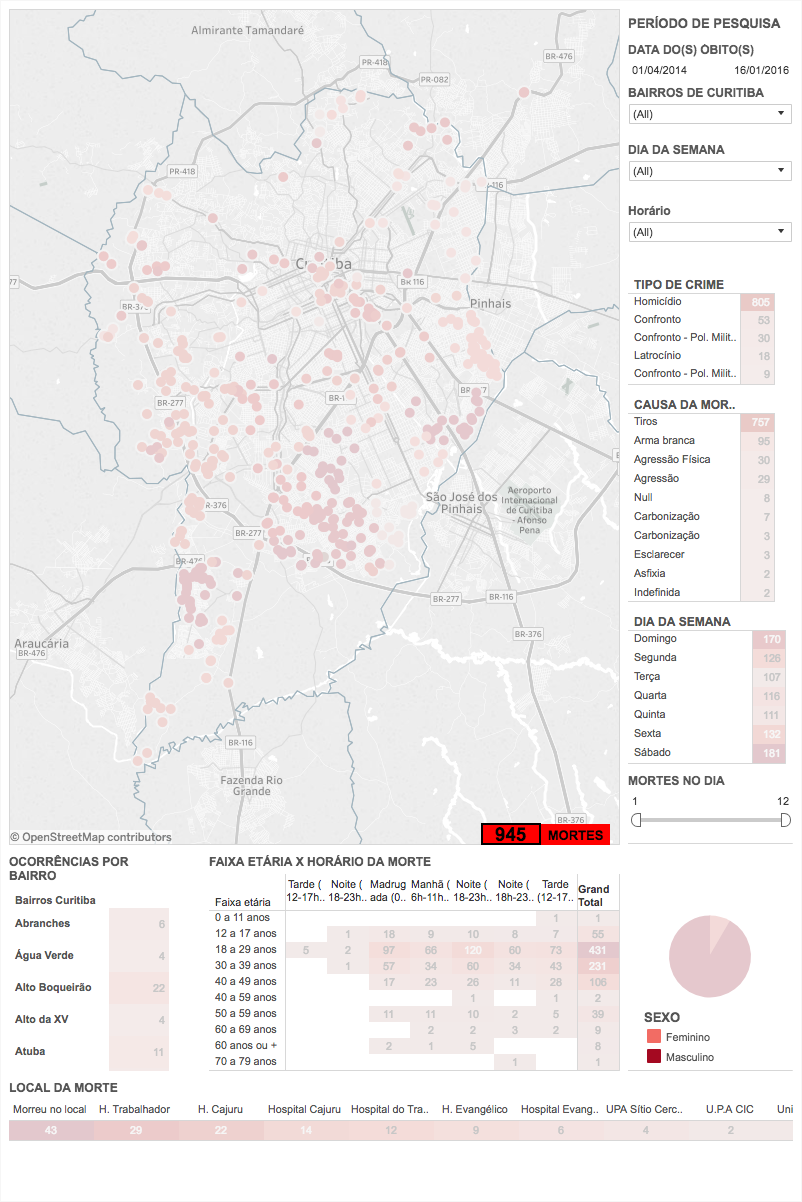 Almirante Tamandaré
BR-476
PR-418
PR-082
PR-418
-116
77
Curitiba
BR 116
Pinhais
BR-37
BR-277
BR-1
BR- 7
São José dos
Pinhais
Aeroporto
Internacional
de Curitiba
- Afonso
Pena
R-376
BR-277
BR-476
BR-277
BR-116
BR-376
Araucária
BR-476
BR-116
Fazenda Rio
Grande
BR-376
© OpenStreetMap contributors
945 MORTES
PERÍODO DE PESQUISA
DATA DO(S) ÓBITO(S)
01/04/2014 16/01/2016
BAIRROS DE CURITIBA
(All)
DIA DA SEMANA
(All)
Horário
(All)
TIPO DE CRIME
Homicídio 805
Confronto 53
Confronto - Pol. Milit.. 30
Latrocínio 18
Confronto - Pol. Milit.. 9
CAUSA DA MOR..
Tiros 757
Arma branca 95
Agressão Física 30
Agressão 29
Null 8
Carbonização 7
Carbonização 3
Esclarecer 3
Asfixia 2
Indefinida 2
DIA DA SEMANA
Domingo 170
Segunda 126
Terça 107
Quarta 116
Quinta 111
Sexta 132
Sábado 181
MORTES NO DIA
1 12
OCORRÊNCIAS POR
BAIRRO
Bairros Curitiba
Abranches 6
Água Verde 4
Alto Boqueirão 22
Alto da XV 4
Atuba 11
FAIXA ETÁRIA X HORÁRIO DA MORTE
Tarde ( Noite ( Madrug Manhã ( Noite ( Noite ( Tarde Grand
Faixa etária 12-17h.. 18-23h.. ada (0.. 6h-11h.. 18-23h.. 18h-23.. (12-17.. Total
0 a 11 anos 1 1
12 a 17 anos 1 18 9 10 8 7 55
18 a 29 anos 5 2 97 66 120 60 73 431
30 a 39 anos 1 57 34 60 34 43 231
40 a 49 anos 17 23 26 11 28 106
40 a 59 anos 1 1 2
50 a 59 anos 11 11 10 2 5 39
60 a 69 anos 2 2 3 2 9
60 anos ou + 2 1 5 8
70 a 79 anos 1 1
SEXO
Feminino
Masculino
LOCAL DA MORTE
Morreu no local H. Trabalhador H. Cajuru Hospital Cajuru Hospital do Tra.. H. Evangélico Hospital Evang.. UPA Sítio Cerc.. U.P.A CIC Uni
43 29 22 14 12 9 6 4 2